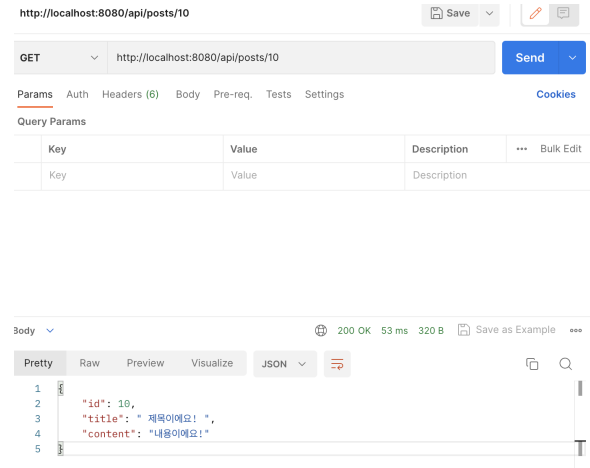 http://localhost:8080/api/posts/10 Save
GET http://localhost:8080/api/posts/10 Send
Params Auth Headers (6) Body Pre-req. Tests Settings Cookies
Query Params
Key Value Description Bulk Edit
Key Value Description
Body 200 OK 53 ms 320 B Save as Example
Pretty Raw Preview Visualize JSON
1 {
2 "id": 10,
3 "title": " 제목이에요! ",
4 "content": "내용이에요!"
5 }